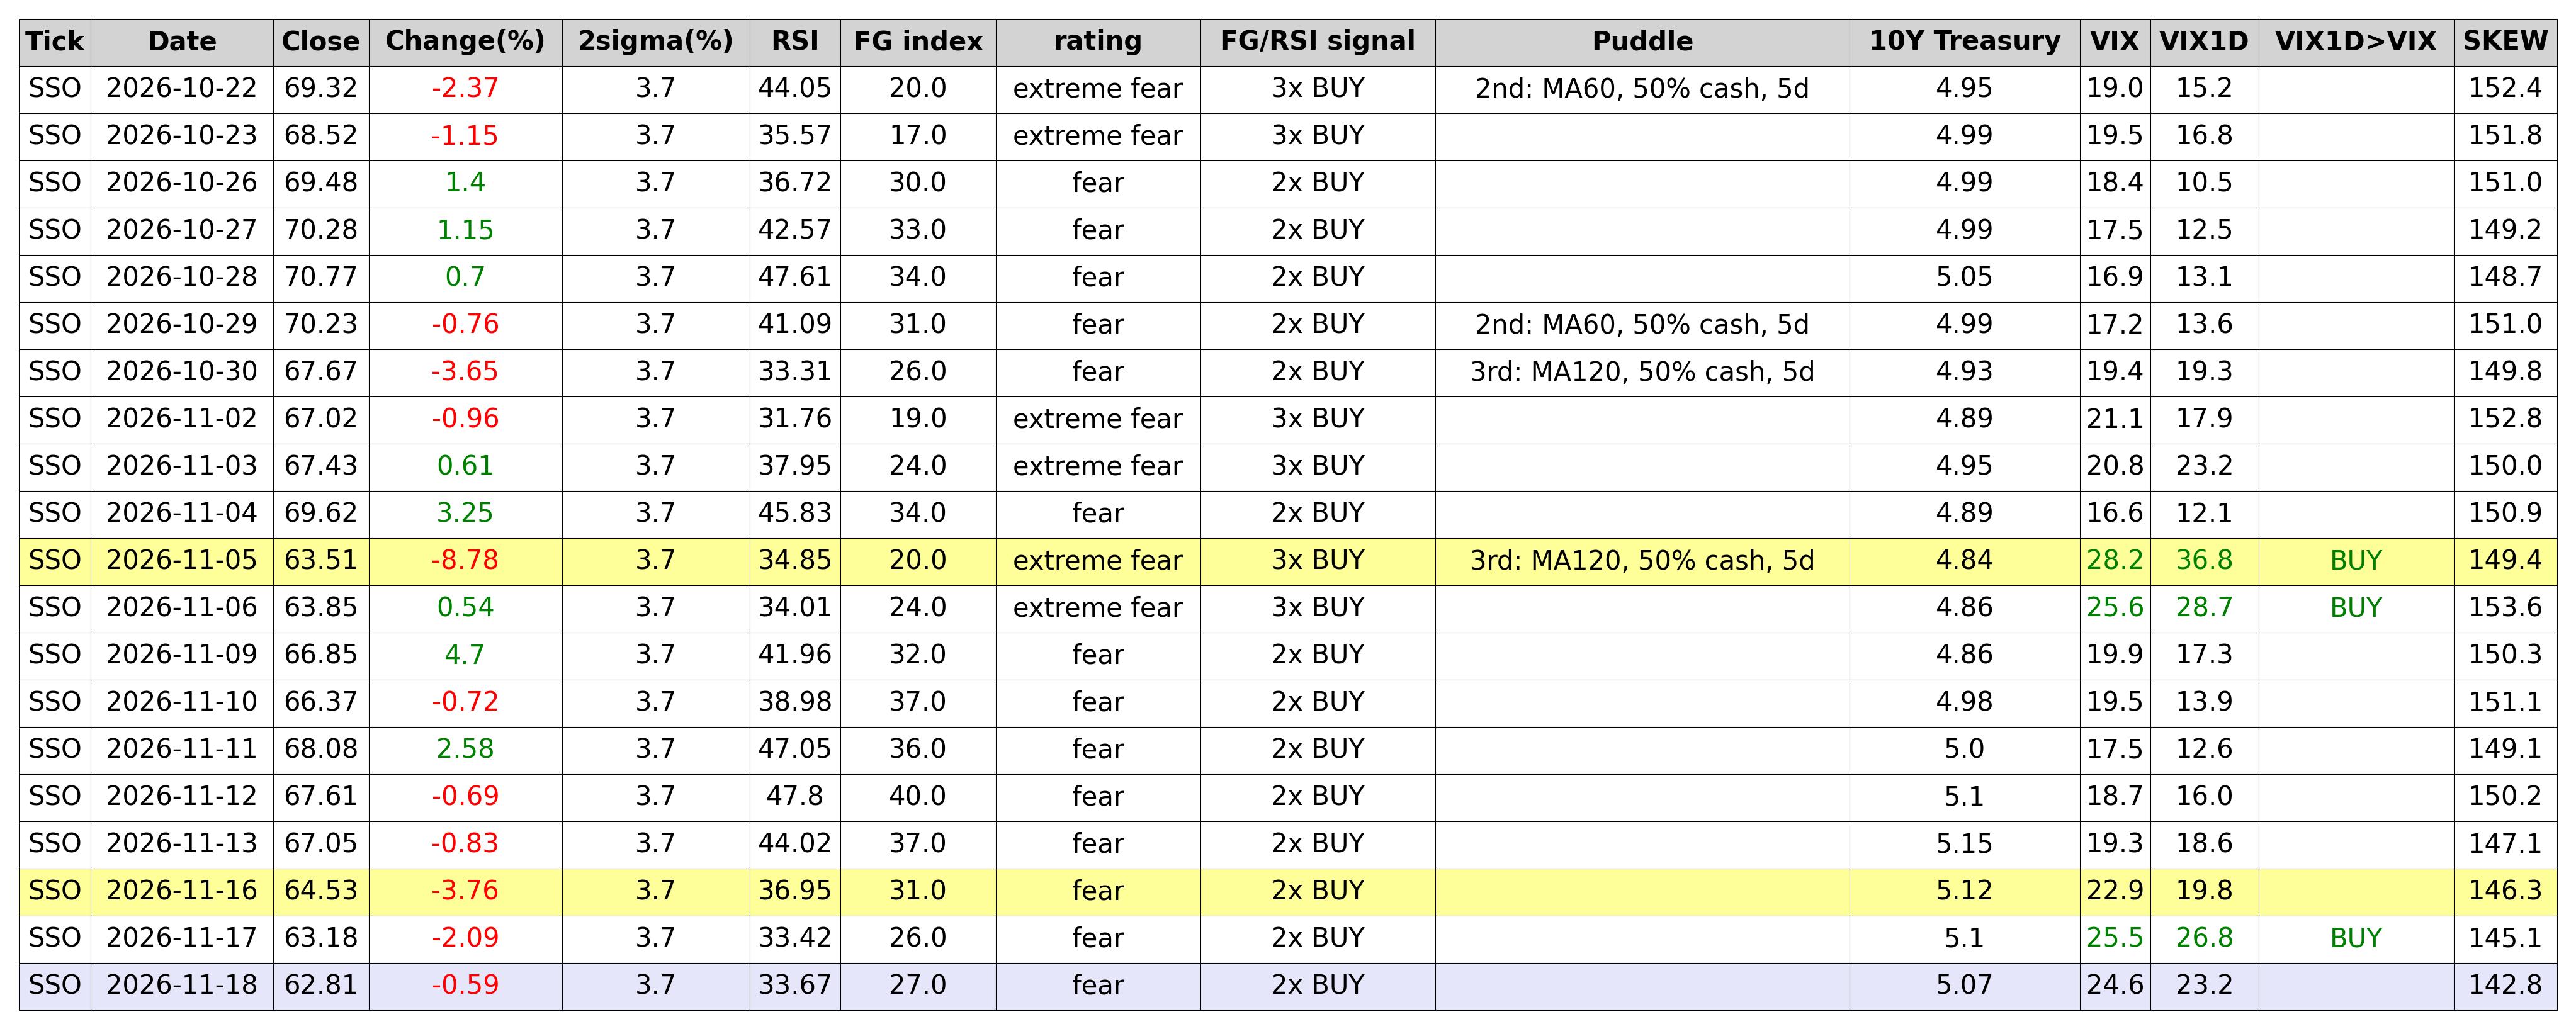 Tick Date Close Change(%) 2sigma(%) RSI FG index rating FG/RSI signal Puddle 10Y Treasury VIX VIX1D VIX1D>VIX SKEW
SSO 2026-10-22 69.32 -2.37 3.7 44.05 20.0 extreme fear 3x BUY 2nd: MA60, 50% cash, 5d 4.95 19.0 15.2 152.4
SSO 2026-10-23 68.52 -1.15 3.7 35.57 17.0 extreme fear 3x BUY 4.99 19.5 16.8 151.8
SSO 2026-10-26 69.48 1.4 3.7 36.72 30.0 fear 2x BUY 4.99 18.4 10.5 151.0
SSO 2026-10-27 70.28 1.15 3.7 42.57 33.0 fear 2x BUY 4.99 17.5 12.5 149.2
SSO 2026-10-28 70.77 0.7 3.7 47.61 34.0 fear 2x BUY 5.05 16.9 13.1 148.7
SSO 2026-10-29 70.23 -0.76 3.7 41.09 31.0 fear 2x BUY 2nd: MA60, 50% cash, 5d 4.99 17.2 13.6 151.0
SSO 2026-10-30 67.67 -3.65 3.7 33.31 26.0 fear 2x BUY 3rd: MA120, 50% cash, 5d 4.93 19.4 19.3 149.8
SSO 2026-11-02 67.02 -0.96 3.7 31.76 19.0 extreme fear 3x BUY 4.89 21.1 17.9 152.8
SSO 2026-11-03 67.43 0.61 3.7 37.95 24.0 extreme fear 3x BUY 4.95 20.8 23.2 150.0
SSO 2026-11-04 69.62 3.25 3.7 45.83 34.0 fear 2x BUY 4.89 16.6 12.1 150.9
SSO 2026-11-05 63.51 -8.78 3.7 34.85 20.0 extreme fear 3x BUY 3rd: MA120, 50% cash, 5d 4.84 28.2 36.8 BUY 149.4
SSO 2026-11-06 63.85 0.54 3.7 34.01 24.0 extreme fear 3x BUY 4.86 25.6 28.7 BUY 153.6
SSO 2026-11-09 66.85 4.7 3.7 41.96 32.0 fear 2x BUY 4.86 19.9 17.3 150.3
SSO 2026-11-10 66.37 -0.72 3.7 38.98 37.0 fear 2x BUY 4.98 19.5 13.9 151.1
SSO 2026-11-11 68.08 2.58 3.7 47.05 36.0 fear 2x BUY 5.0 17.5 12.6 149.1
SSO 2026-11-12 67.61 -0.69 3.7 47.8 40.0 fear 2x BUY 5.1 18.7 16.0 150.2
SSO 2026-11-13 67.05 -0.83 3.7 44.02 37.0 fear 2x BUY 5.15 19.3 18.6 147.1
SSO 2026-11-16 64.53 -3.76 3.7 36.95 31.0 fear 2x BUY 5.12 22.9 19.8 146.3
SSO 2026-11-17 63.18 -2.09 3.7 33.42 26.0 fear 2x BUY 5.1 25.5 26.8 BUY 145.1
SSO 2026-11-18 62.81 -0.59 3.7 33.67 27.0 fear 2x BUY 5.07 24.6 23.2 142.8